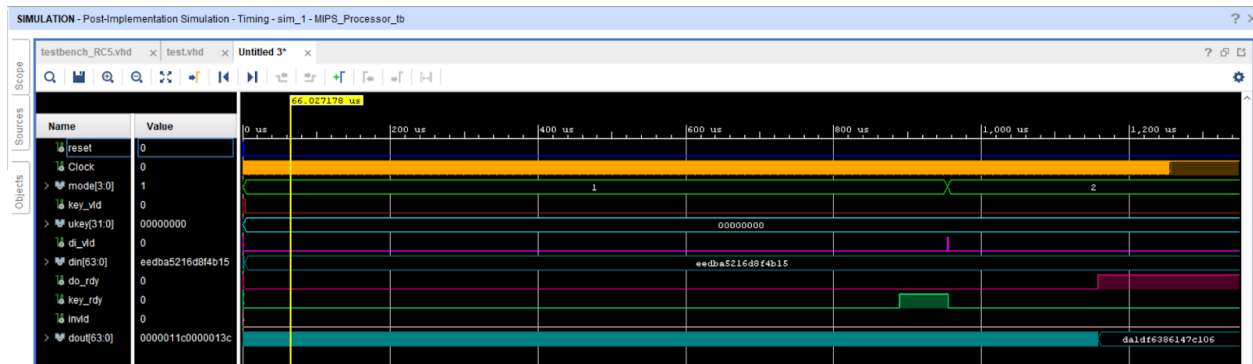 SIMULATION - Post-Implementation Simulation - Timing - sim_1 - MIPS_Processor_tb
testbench_RC5.vhd × test.vhd × Untitled 3* ×
Scope
Sources
Objects
66.027178 us
Name Value
0 us 200 us 400 us 600 us 800 us 1,000 us 1,200 us
reset 0
Clock 0
mode[3:0] 1 1 2
key_vld 0
ukey[31:0] 00000000 00000000
di_vld 0
din[63:0] eedba5216d8f4b15 eedba5216d8f4b15
do_rdy 0
key_rdy 0
invld 0
dout[63:0] 0000011c0000013c da1df6386147c106